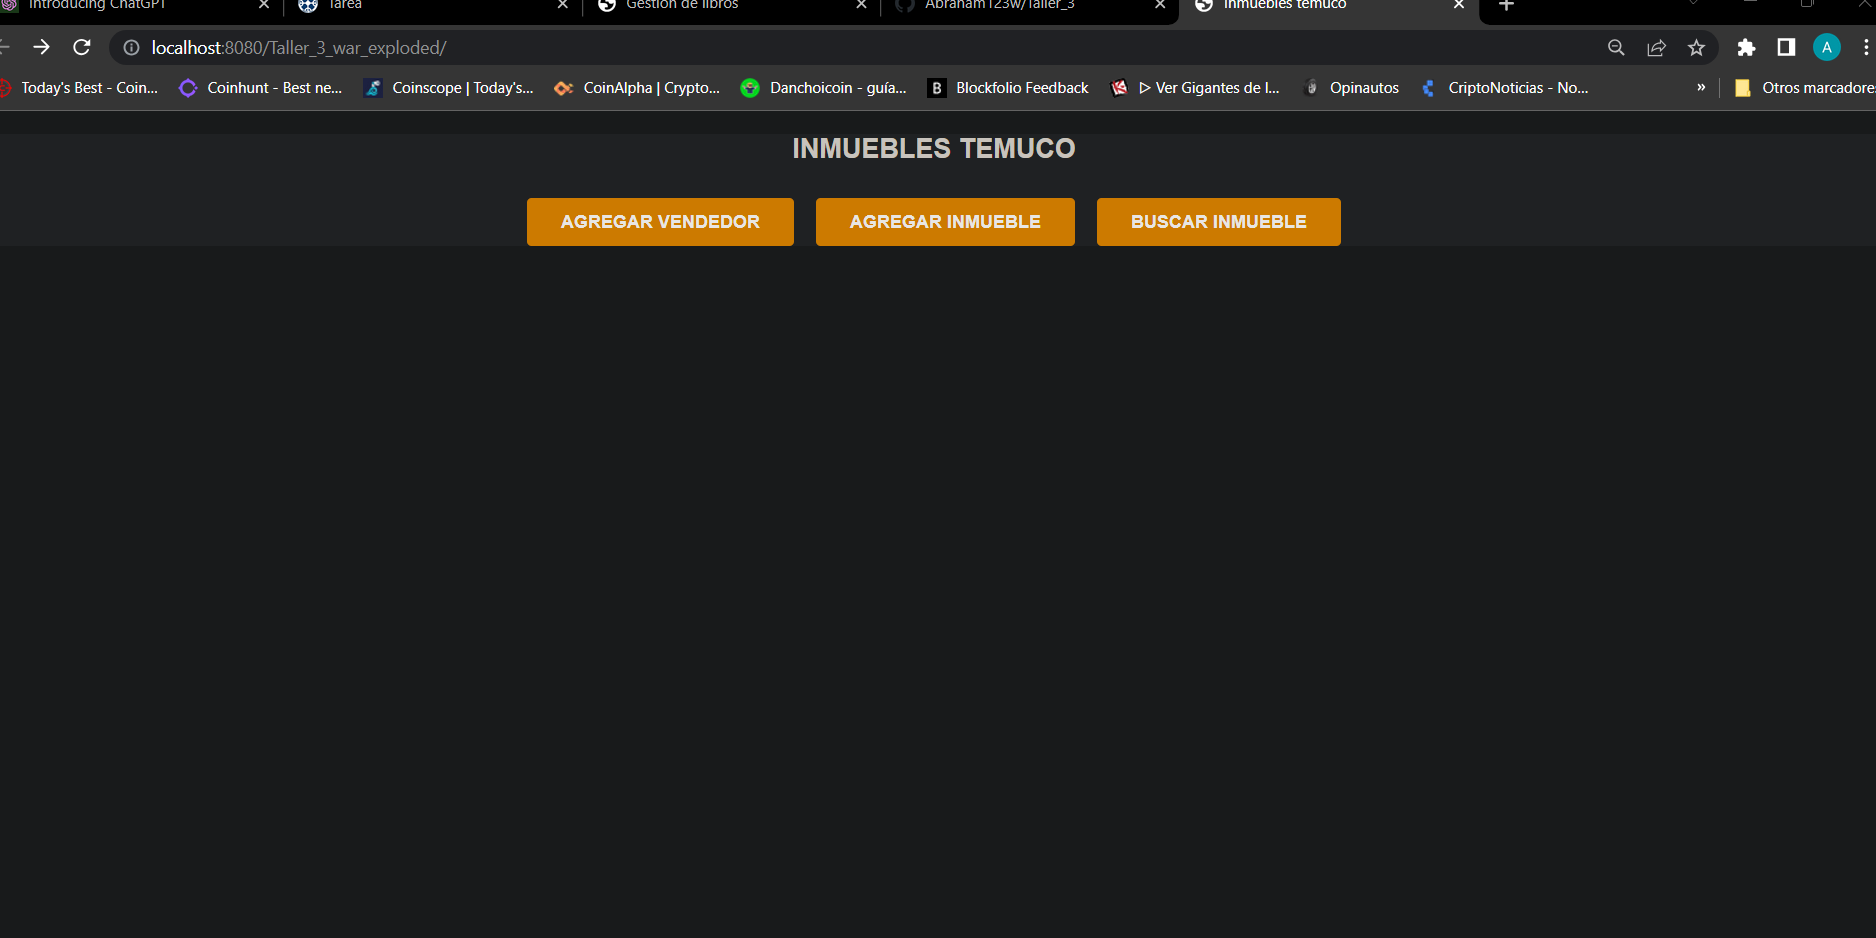 Introducing ChatGPT
Tarea
Gestión de libros
Abraham123w/Taller_3
Inmuebles temuco
localhost:8080/Taller_3_war_exploded/
A
Today's Best - Coin...
Coinhunt - Best ne...
Coinscope | Today's...
CoinAlpha | Crypto...
Danchoicoin - guía...
B
Blockfolio Feedback
▷ Ver Gigantes de I...
Opinautos
CriptoNoticias - No...
»
Otros marcadores
INMUEBLES TEMUCO
AGREGAR VENDEDOR
AGREGAR INMUEBLE
BUSCAR INMUEBLE